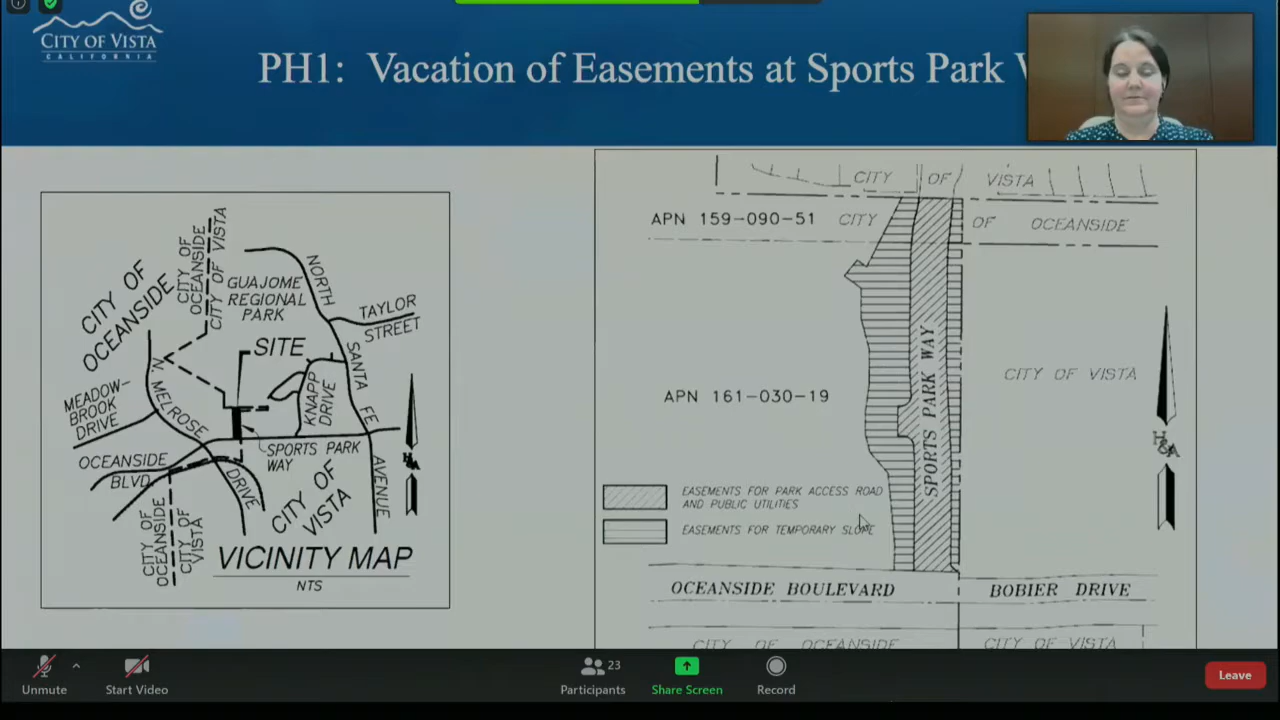 CITY OF VISTA
CALIFORNIA
PH1: Vacation of Easements at Sports Park W
CITY OF OCEANSIDE
CITY OF VISTA
CITY OF
OCEANSIDE
GUAJOME
REGIONAL
PARK
NORTH
SANTA
FE
AVENUE
TAYLOR
STREET
SITE
N MELROSE
DRIVE
KNAPP
DRIVE
MEADOW-
BROOK
DRIVE
SPORTS PARK
WAY
OCEANSIDE
BLVD.
CITY OF
VISTA
CITY OF
OCEANSIDE
CITY OF
VISTA
H&A
VICINITY MAP
NTS
CITY OF VISTA
APN 159-090-51 CITY OF OCEANSIDE
SPORTS PARK WAY
CITY OF VISTA
APN 161-030-19
H&A
EASEMENTS FOR PARK ACCESS ROAD
AND PUBLIC UTILITIES
EASEMENTS FOR TEMPORARY SLOPE
OCEANSIDE BOULEVARD BOBIER DRIVE
CITY OF OCEANSIDE CITY OF VISTA
Unmute
Start Video
23
Participants
Share Screen
Record
Leave